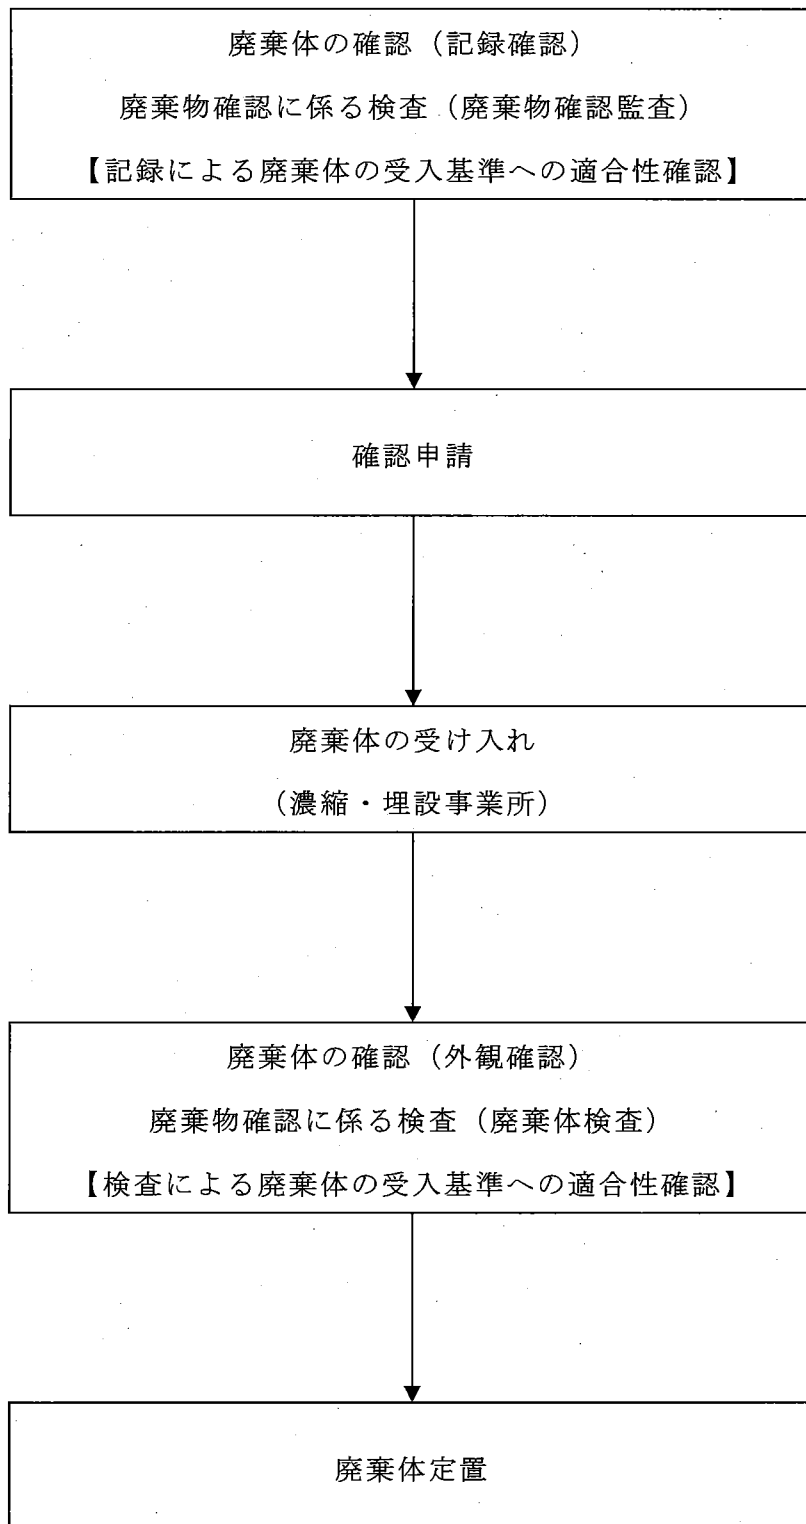 廃棄体の確認（記録確認）
廃棄物確認に係る検査（廃棄物確認監査）
【記録による廃棄体の受入基準への適合性確認】
確認申請
廃棄体の受け入れ
（濃縮・埋設事業所）
廃棄体の確認（外観確認）
廃棄物確認に係る検査（廃棄体検査）
【検査による廃棄体の受入基準への適合性確認】
廃棄体定置